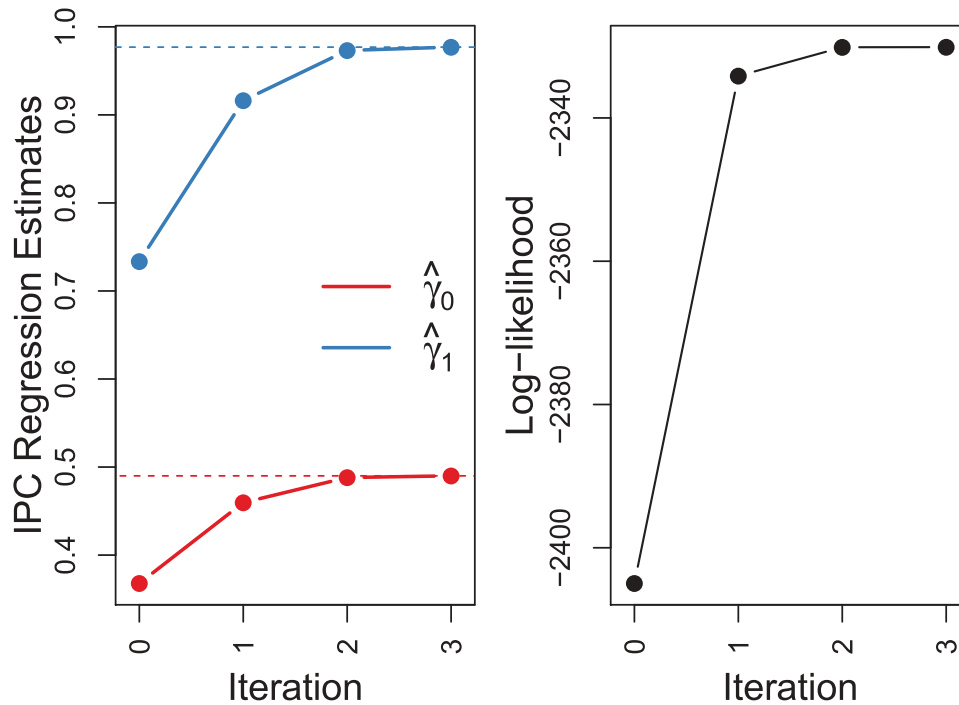 IPC Regression Estimates
1.0
0.9
0.8
0.7
0.6
0.5
0.4
γ̂0
γ̂1
0 1 2 3
Iteration
Log−likelihood
−2340
−2360
−2380
−2400
0 1 2 3
Iteration